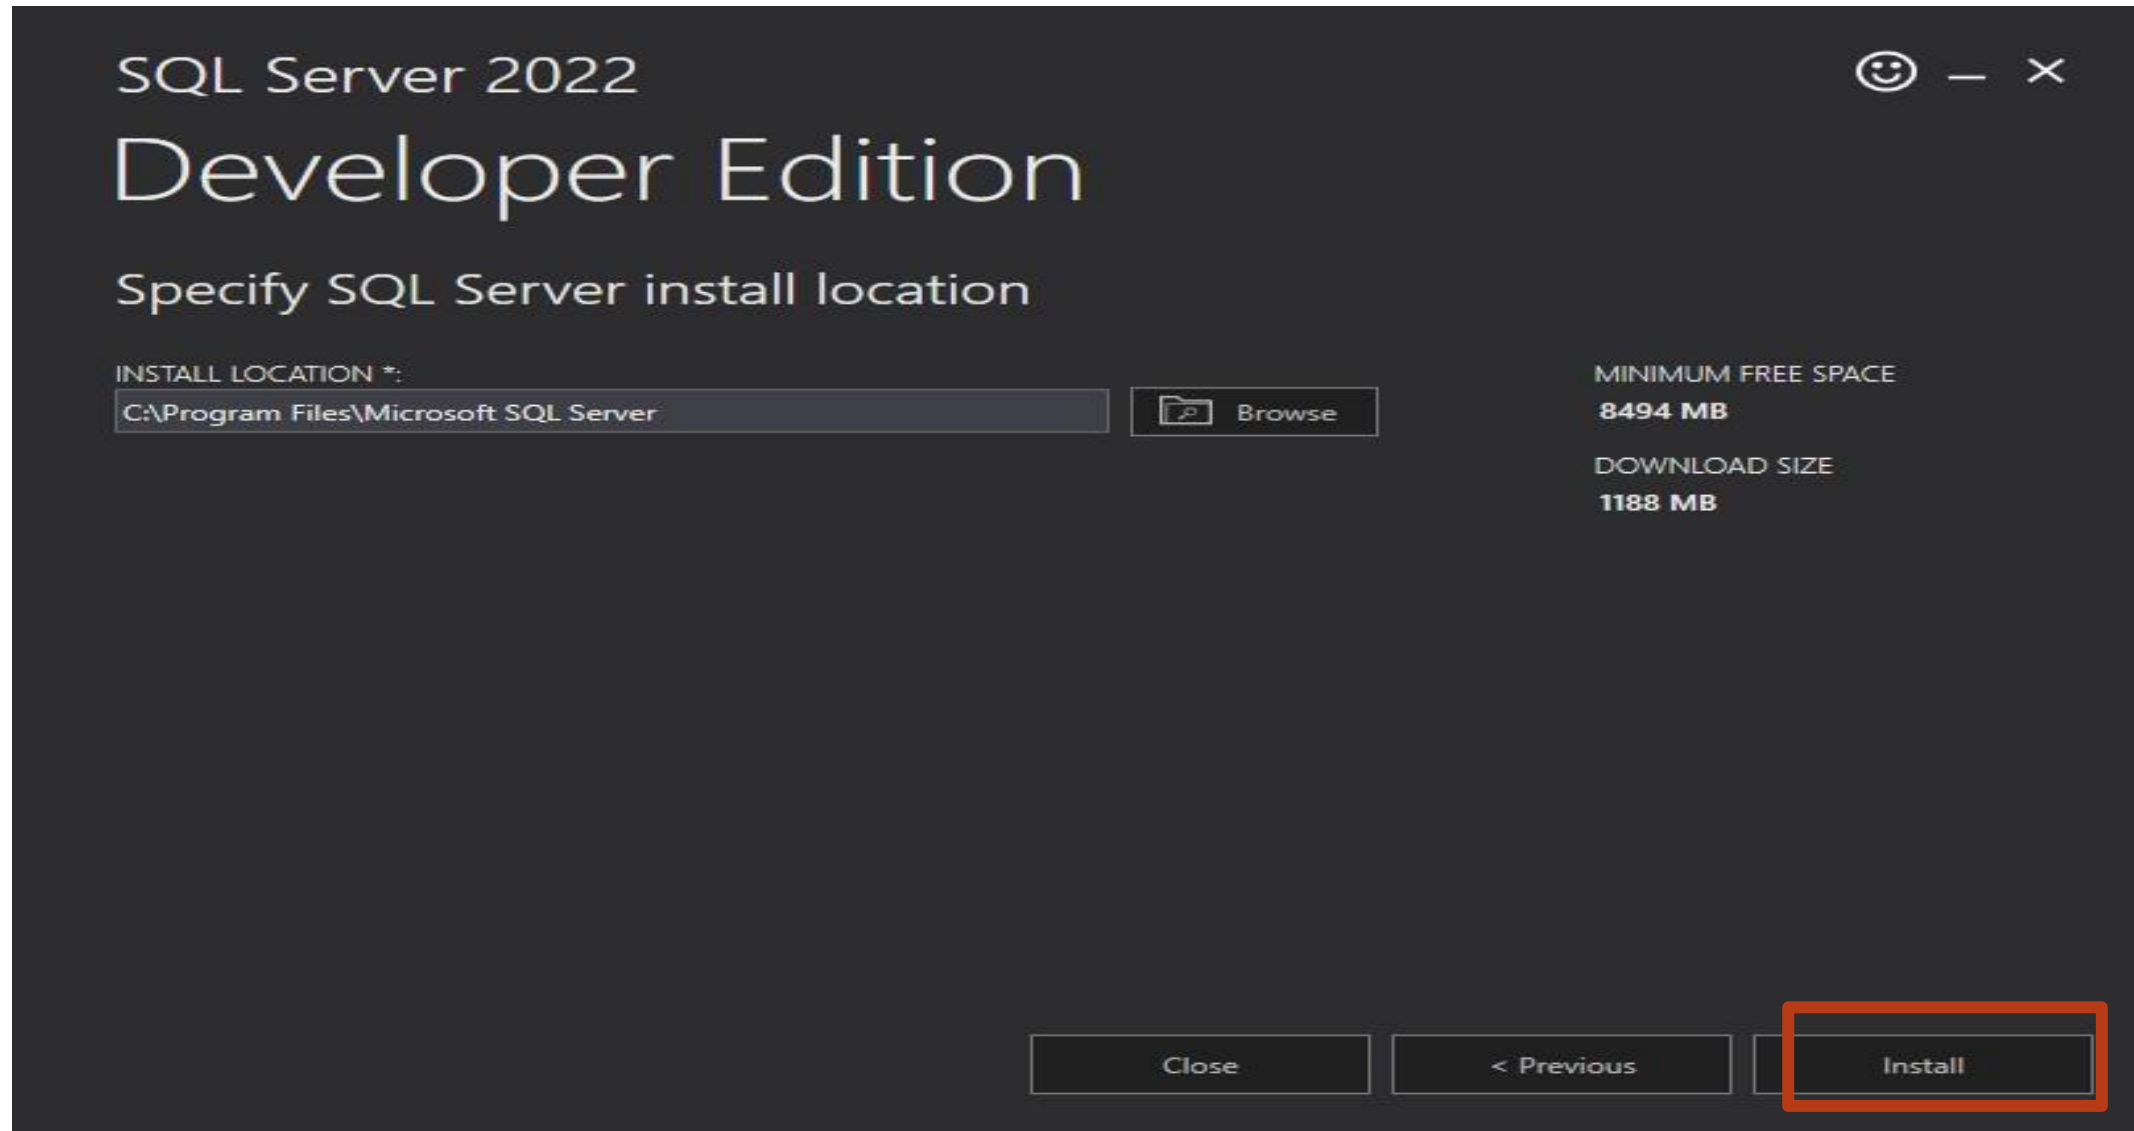 SQL Server 2022
Developer Edition
Specify SQL Server install location
INSTALL LOCATION *:
C:\Program Files\Microsoft SQL Server
Browse
MINIMUM FREE SPACE
8494 MB
DOWNLOAD SIZE
1188 MB
Close
< Previous
Install